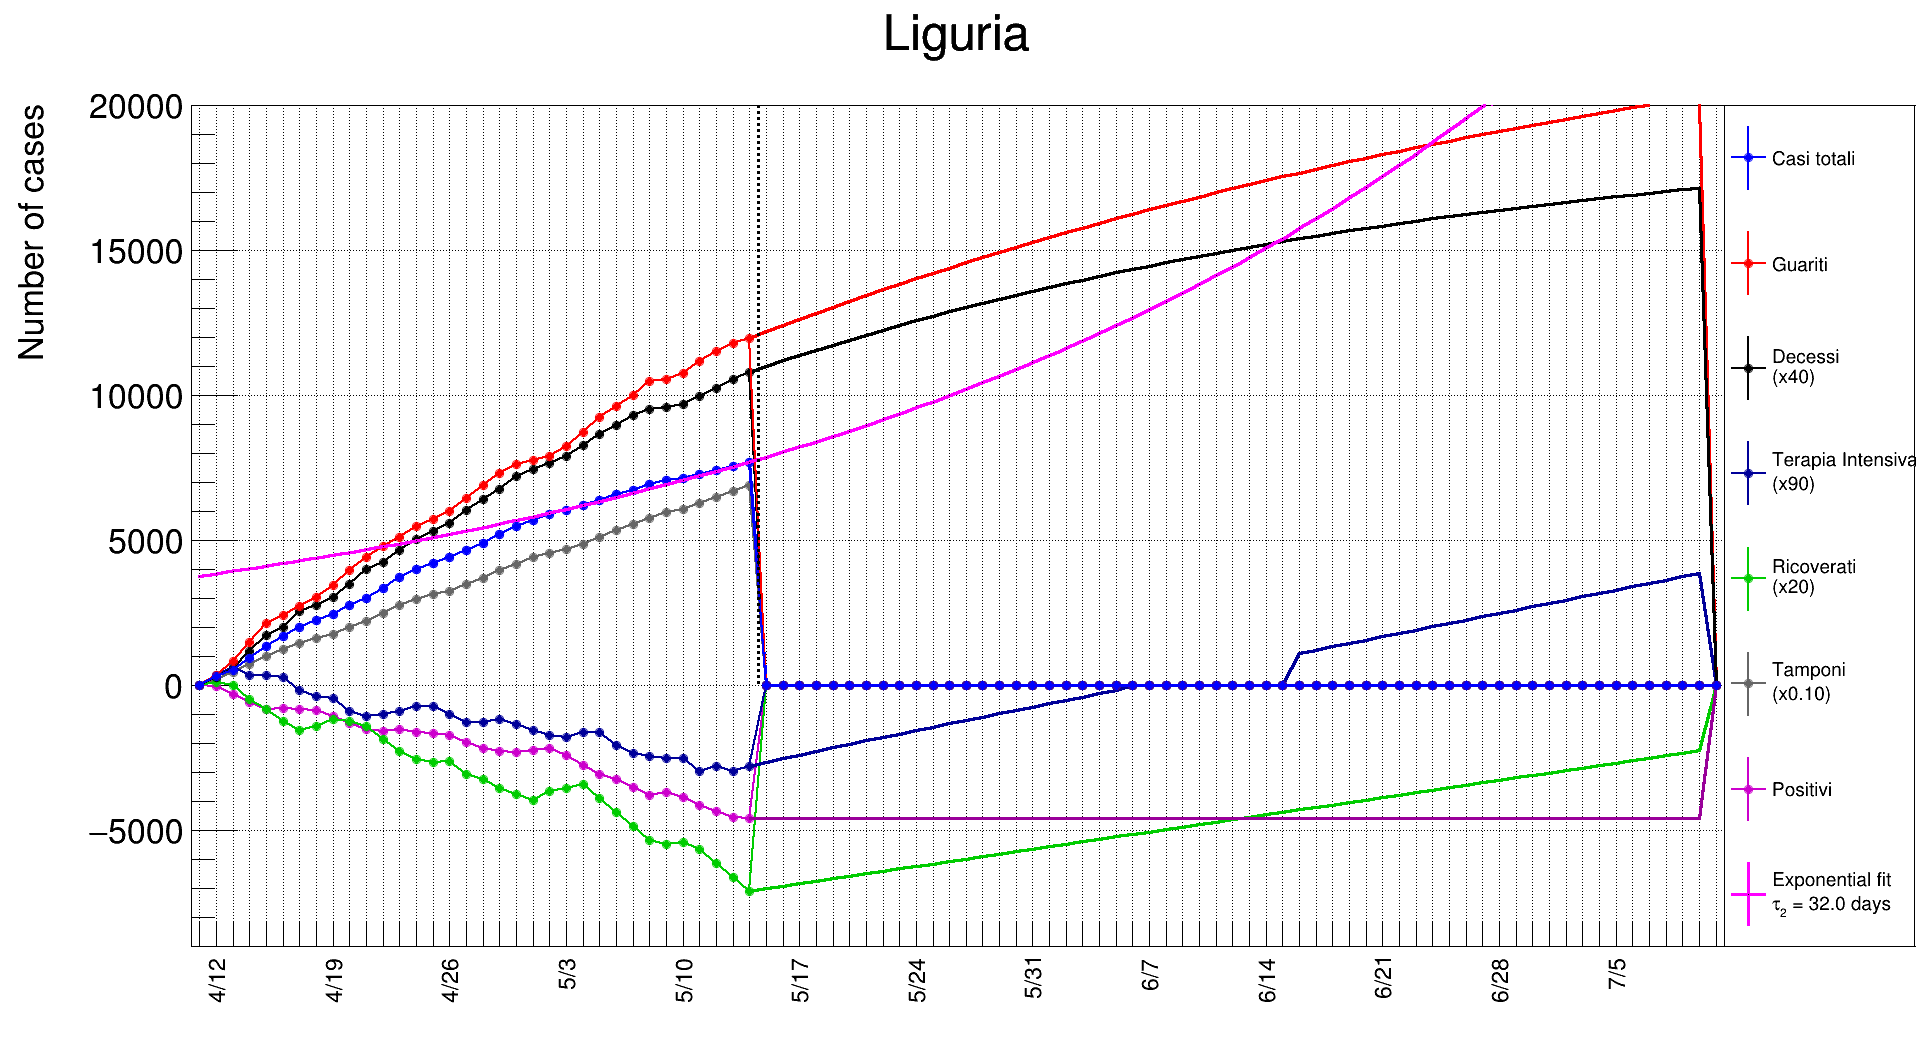 Liguria
Number of cases
20000
15000
10000
5000
0
−5000
4/12
4/19
4/26
5/3
5/10
5/17
5/24
5/31
6/7
6/14
6/21
6/28
7/5
Casi totali
Guariti
Decessi
(x40)
Terapia Intensiva
(x90)
Ricoverati
(x20)
Tamponi
(x0.10)
Positivi
Exponential fit
τ₂ = 32.0 days